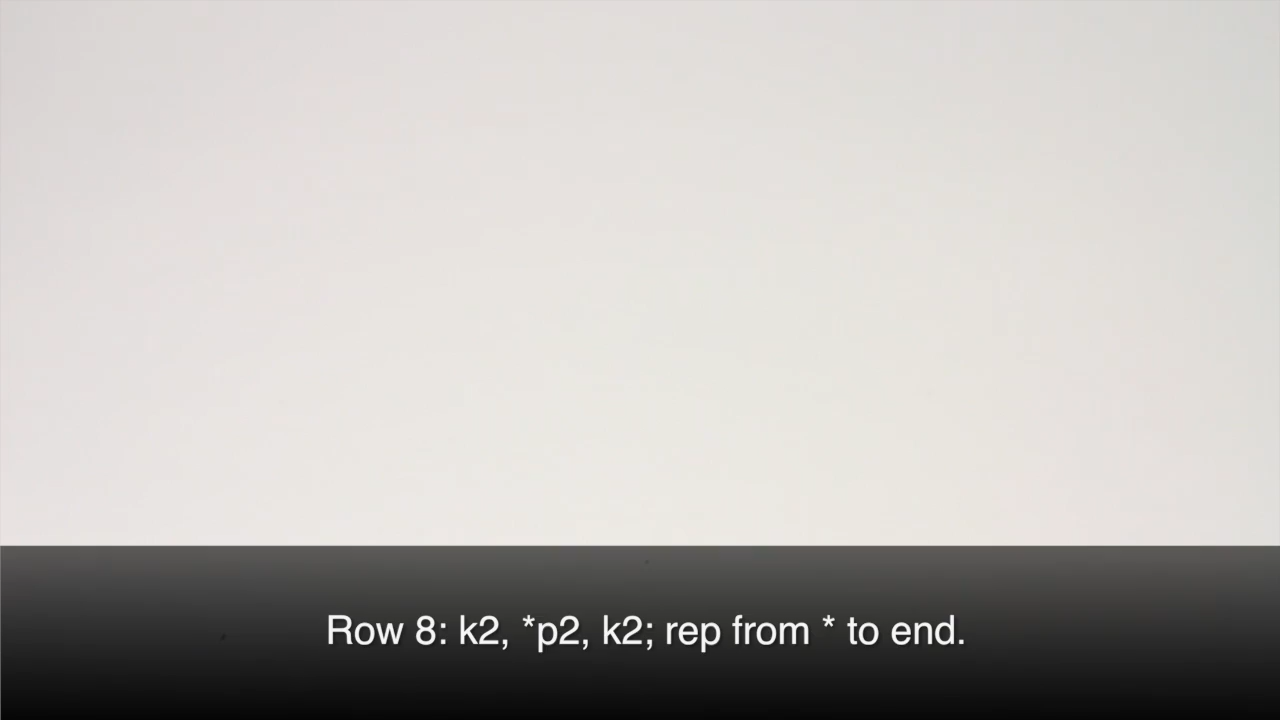 Row 8: k2, *p2, k2; rep from * to end.